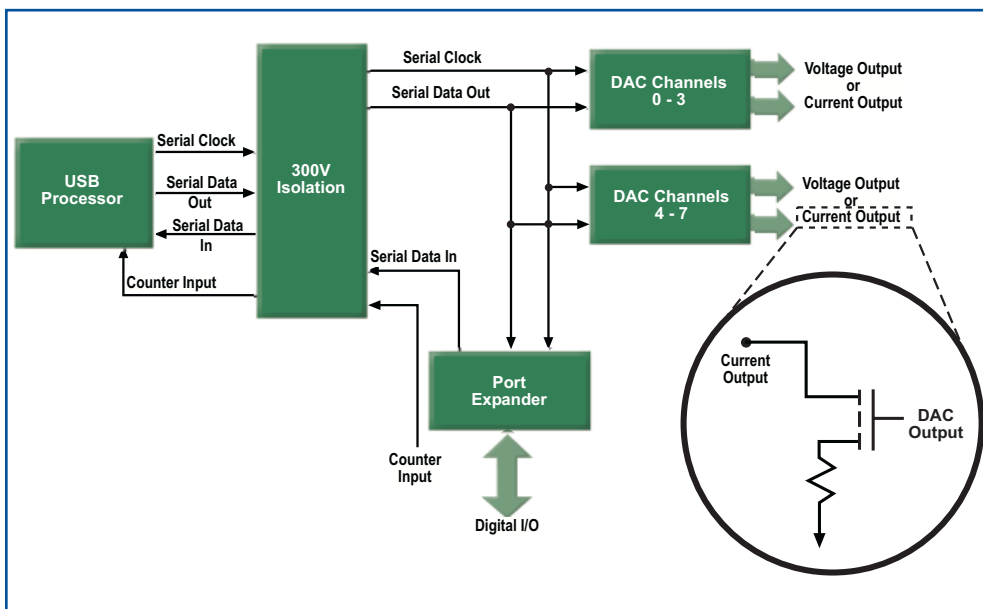 Serial Clock
Serial Data Out
DAC Channels
0 - 3
Voltage Output
or
Current Output
USB
Processor
Serial Clock
Serial Data
Out
Serial Data
In
Counter Input
300V
Isolation
DAC Channels
4 - 7
Voltage Output
or
Current Output
Serial Data In
Port
Expander
Counter
Input
Digital I/O
Current
Output
DAC
Output